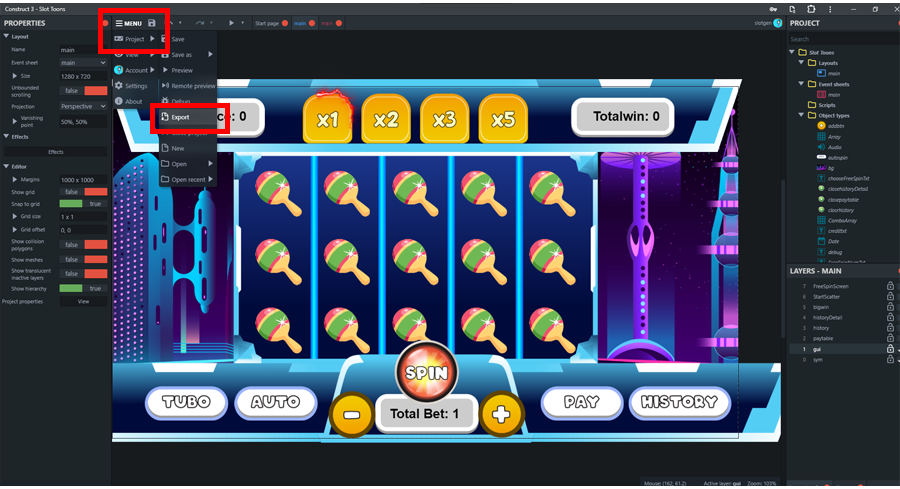 Construct 3 - Slot Toons
PROPERTIES
MENU
Start page
main
main
slotgen
PROJECT
Layout
Name main
Event sheet main
Size 1280 x 720
Unbounded scrolling false
Projection Perspective
Vanishing point 50%, 50%
Effects
Effects
Editor
Margins 1000 x 1000
Show grid false
Snap to grid true
Grid size 1 x 1
Grid offset 0, 0
Show collision polygons false
Show meshes false
Show translucent inactive layers false
Show hierarchy true
Project properties View
Project
View
Account
Settings
About
Save
Save as
Preview
Remote preview
Debug
Export
New
Open
Open recent
x1
x2
x3
x5
Totalwin: 0
SPIN
TUBO
AUTO
Total Bet: 1
PAY
HISTORY
Search
Slot Toons
Layouts
main
Event sheets
main
Scripts
Object types
addbtn
Array
Audio
autospin
bg
chooseFreeSpinTxt
closehistoryDetail
closepaytable
closrhistory
ComboArray
credittxt
Date
debug
LAYERS - MAIN
7 FreeSpinScreen
6 StartScatter
5 bigwin
4 historyDetail
3 history
2 paytable
1 gui
0 sym
Mouse (162, 61.2) Active layer: gui Zoom: 103%